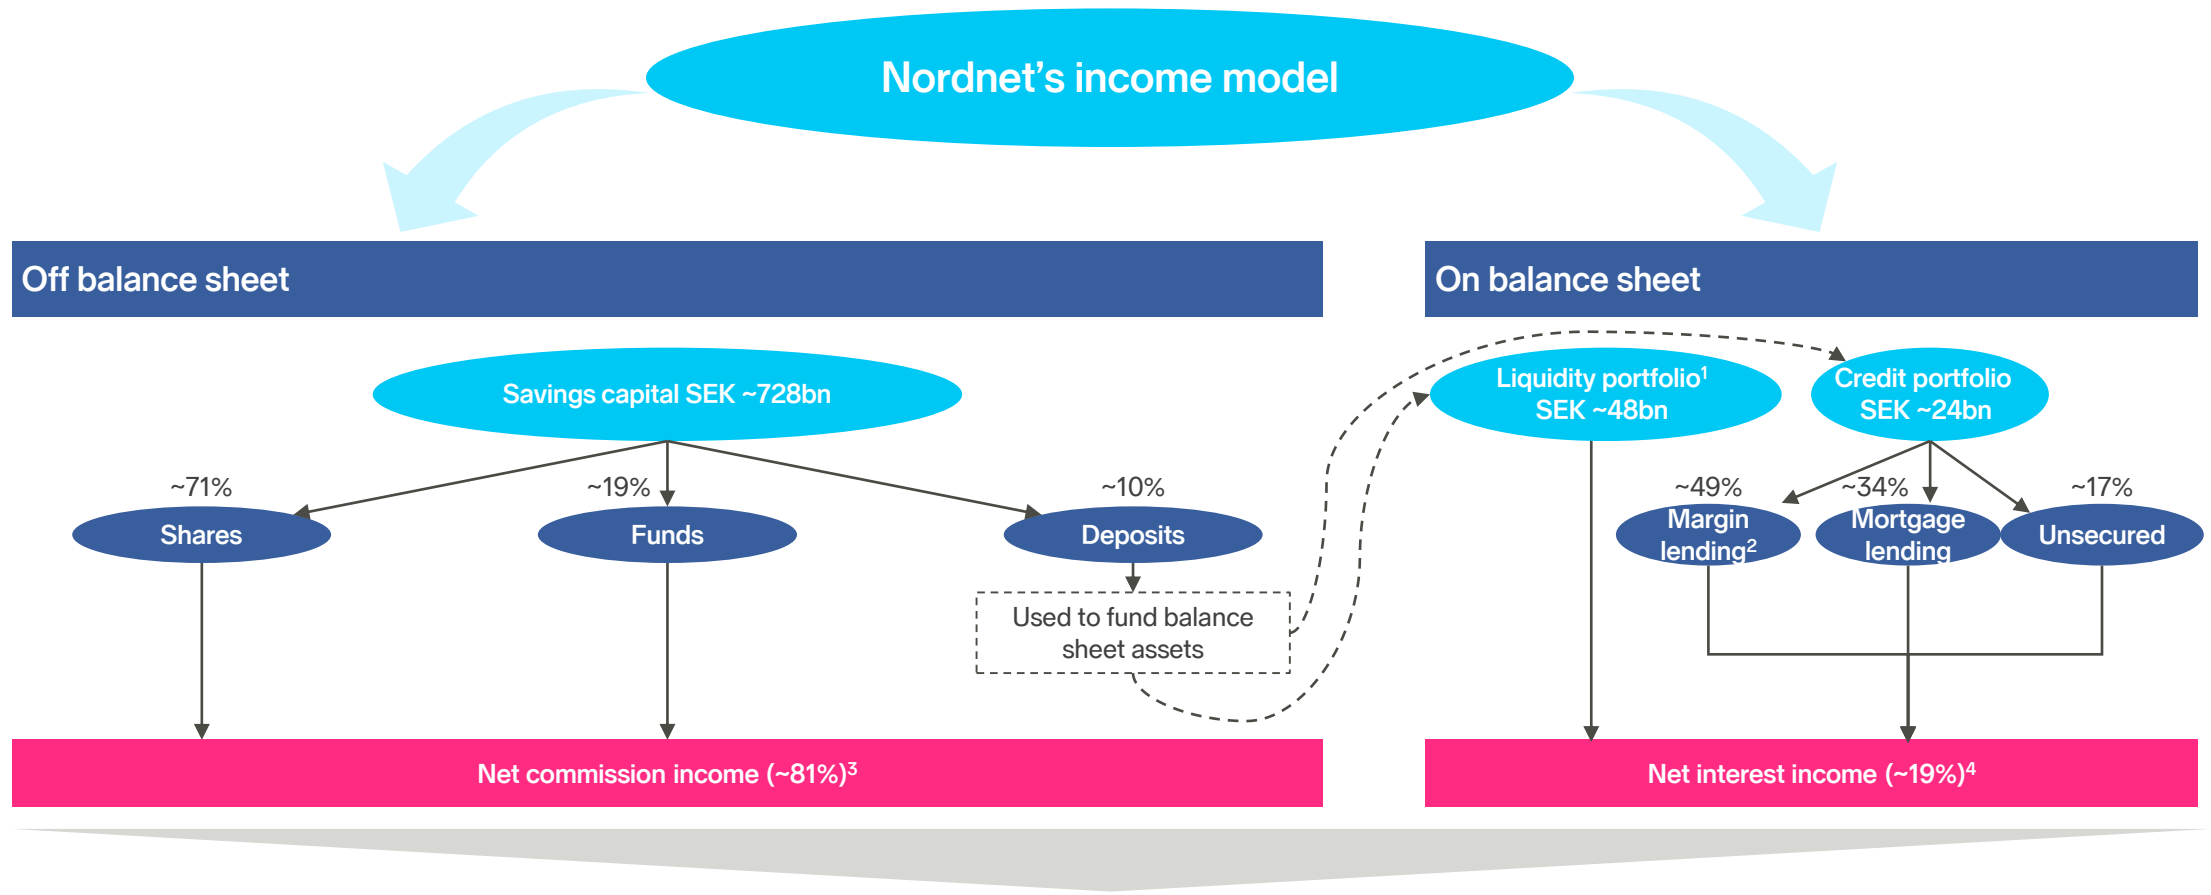 Nordnet’s income model
Off balance sheet
On balance sheet
Savings capital SEK ~728bn
Liquidity portfolio¹
SEK ~48bn
Credit portfolio
SEK ~24bn
~71%
~19%
~10%
~49%
~34%
~17%
Shares
Funds
Deposits
Margin
lending²
Mortgage
lending
Unsecured
Used to fund balance
sheet assets
Net commission income (~81%)³
Net interest income (~19%)⁴